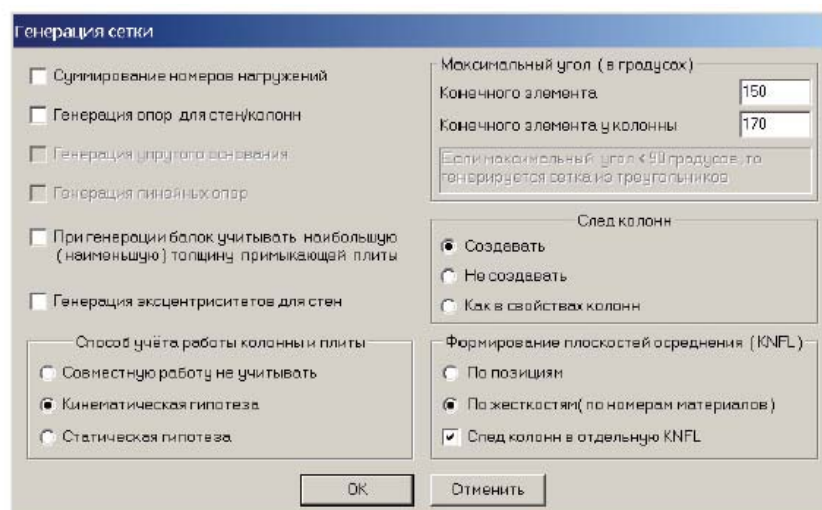 Генерация сетки
Суммирование номеров нагружений
Генерация опор для стен/колонн
Генерация упругого основания
Генерация линейных опор
При генерации балок учитывать наибольшую
(наименьшую) толщину примыкающей плиты
Генерация эксцентриситетов для стен
Способ учёта работы колонны и плиты
Совместную работу не учитывать
Кинематическая гипотеза
Статическая гипотеза
Максимальный угол (в градусах)
Конечного элемента 150
Конечного элемента у колонны 170
Если максимальный угол < 90 градусов, то
генерируется сетка из треугольников
След колонн
Создавать
Не создавать
Как в свойствах колонн
Формирование плоскостей осреднения (KNFL)
По позициям
По жесткостям(по номерам материалов)
След колонн в отдельную KNFL
OK Отменить